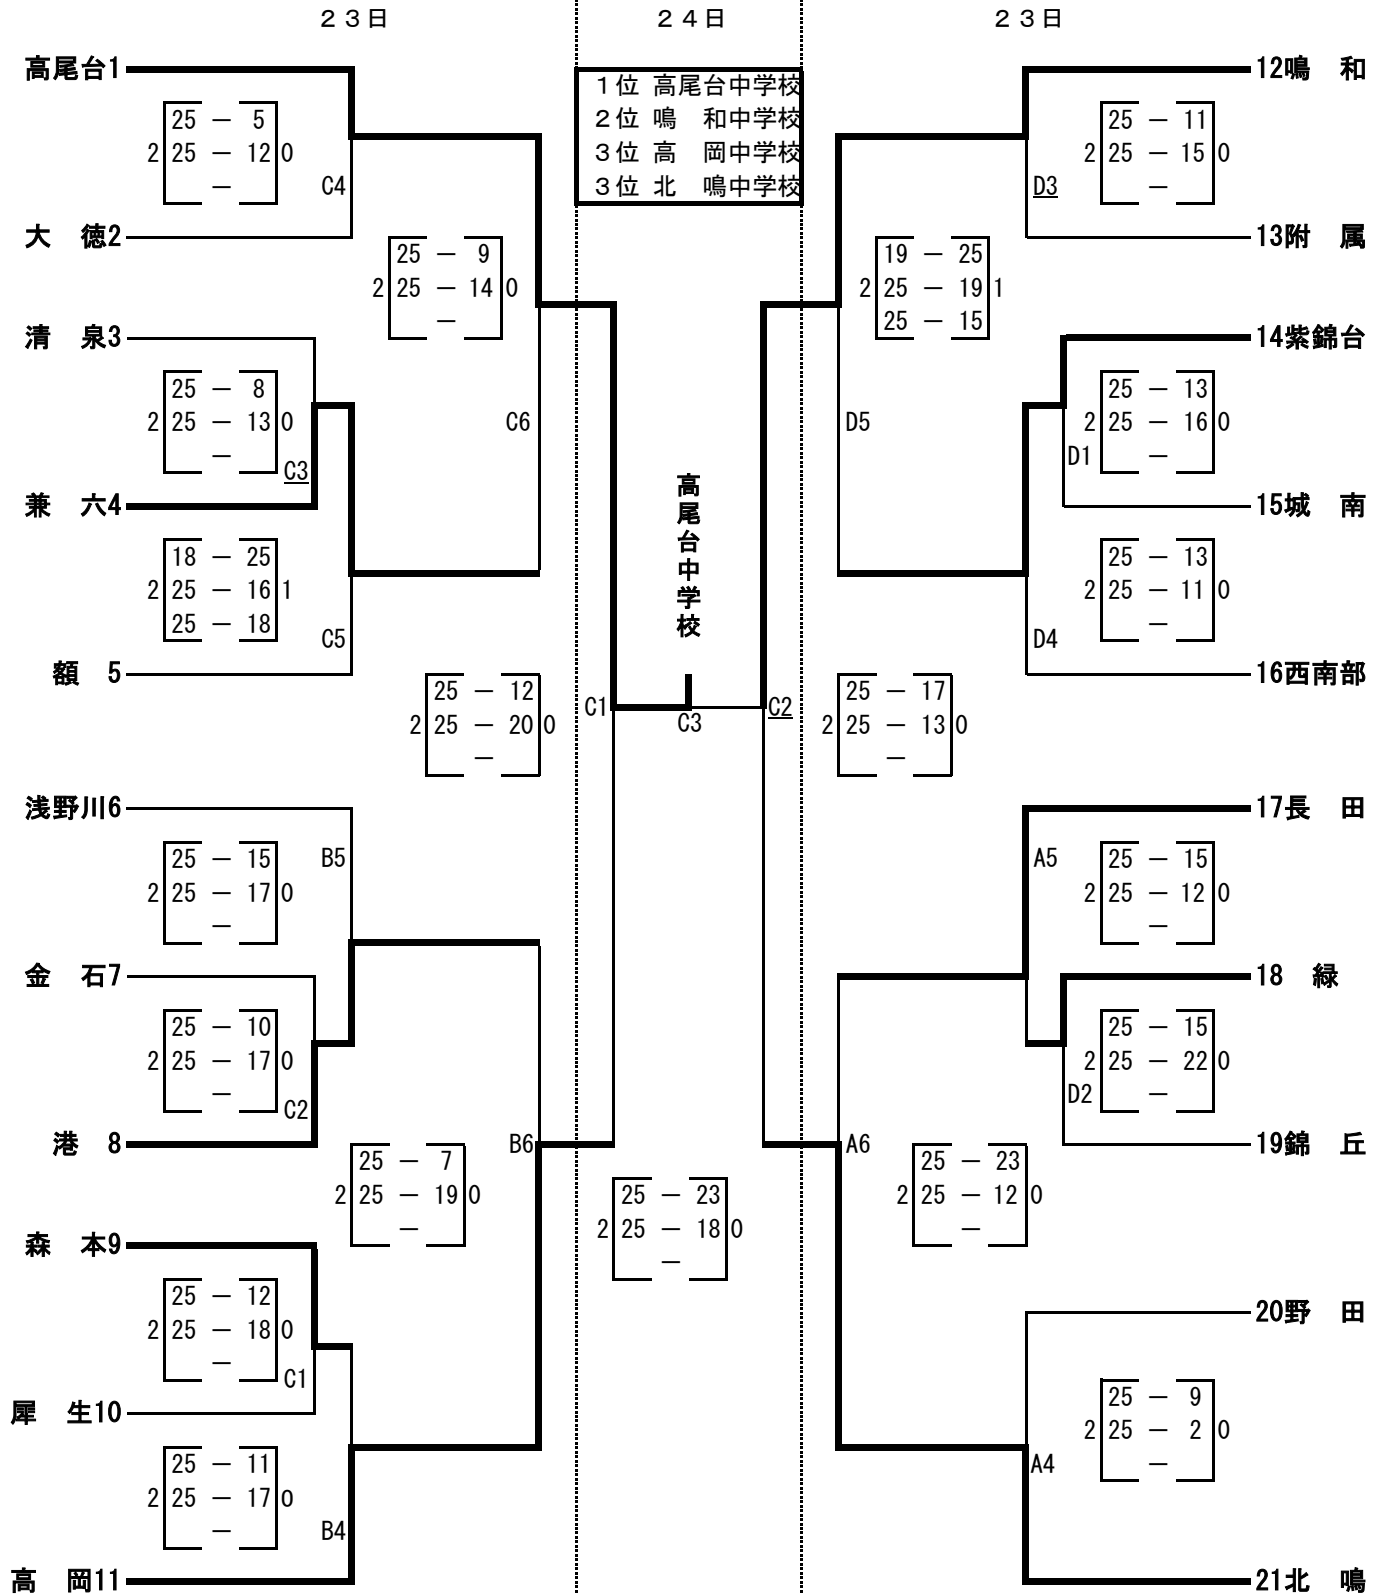 ２３日
２４日
２３日
１位 高尾台中学校
２位 鳴　和中学校
３位 高　岡中学校
３位 北　鳴中学校
高尾台1
25 － 5
2 25 － 12 0
－
C4
大　徳2
25 － 9
2 25 － 14 0
－
清　泉3
25 － 8
2 25 － 13 0
－
C3
C6
兼　六4
18 － 25
2 25 － 16 1
25 － 18
C5
額　5
25 － 12
2 25 － 20 0
－
C1
浅野川6
25 － 15
2 25 － 17 0
－
B5
金　石7
25 － 10
2 25 － 17 0
－
C2
港　8
25 － 7
2 25 － 19 0
－
B6
森　本9
25 － 12
2 25 － 18 0
－
C1
犀　生10
25 － 11
2 25 － 17 0
－
B4
高　岡11
高尾台中学校
C3
25 － 23
2 25 － 18 0
－
12鳴　和
25 － 11
2 25 － 15 0
－
D3
13附　属
19 － 25
2 25 － 19 1
25 － 15
14紫錦台
25 － 13
2 25 － 16 0
－
D1
D5
15城　南
25 － 13
2 25 － 11 0
－
D4
16西南部
C2
25 － 17
2 25 － 13 0
－
17長　田
A5
25 － 15
2 25 － 12 0
－
18　緑
25 － 15
2 25 － 22 0
－
D2
19錦　丘
A6
25 － 23
2 25 － 12 0
－
20野　田
25 － 9
2 25 － 2 0
－
A4
21北　鳴